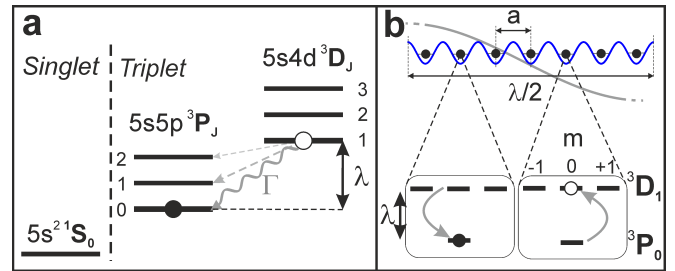 a
Singlet
Triplet
5s4d ³D_J
3
2
1
5s5p ³P_J
2
1
0
Γ
λ
5s² ¹S₀
b
a
λ/2
m
-1 0 +1
³D₁
λ
³P₀